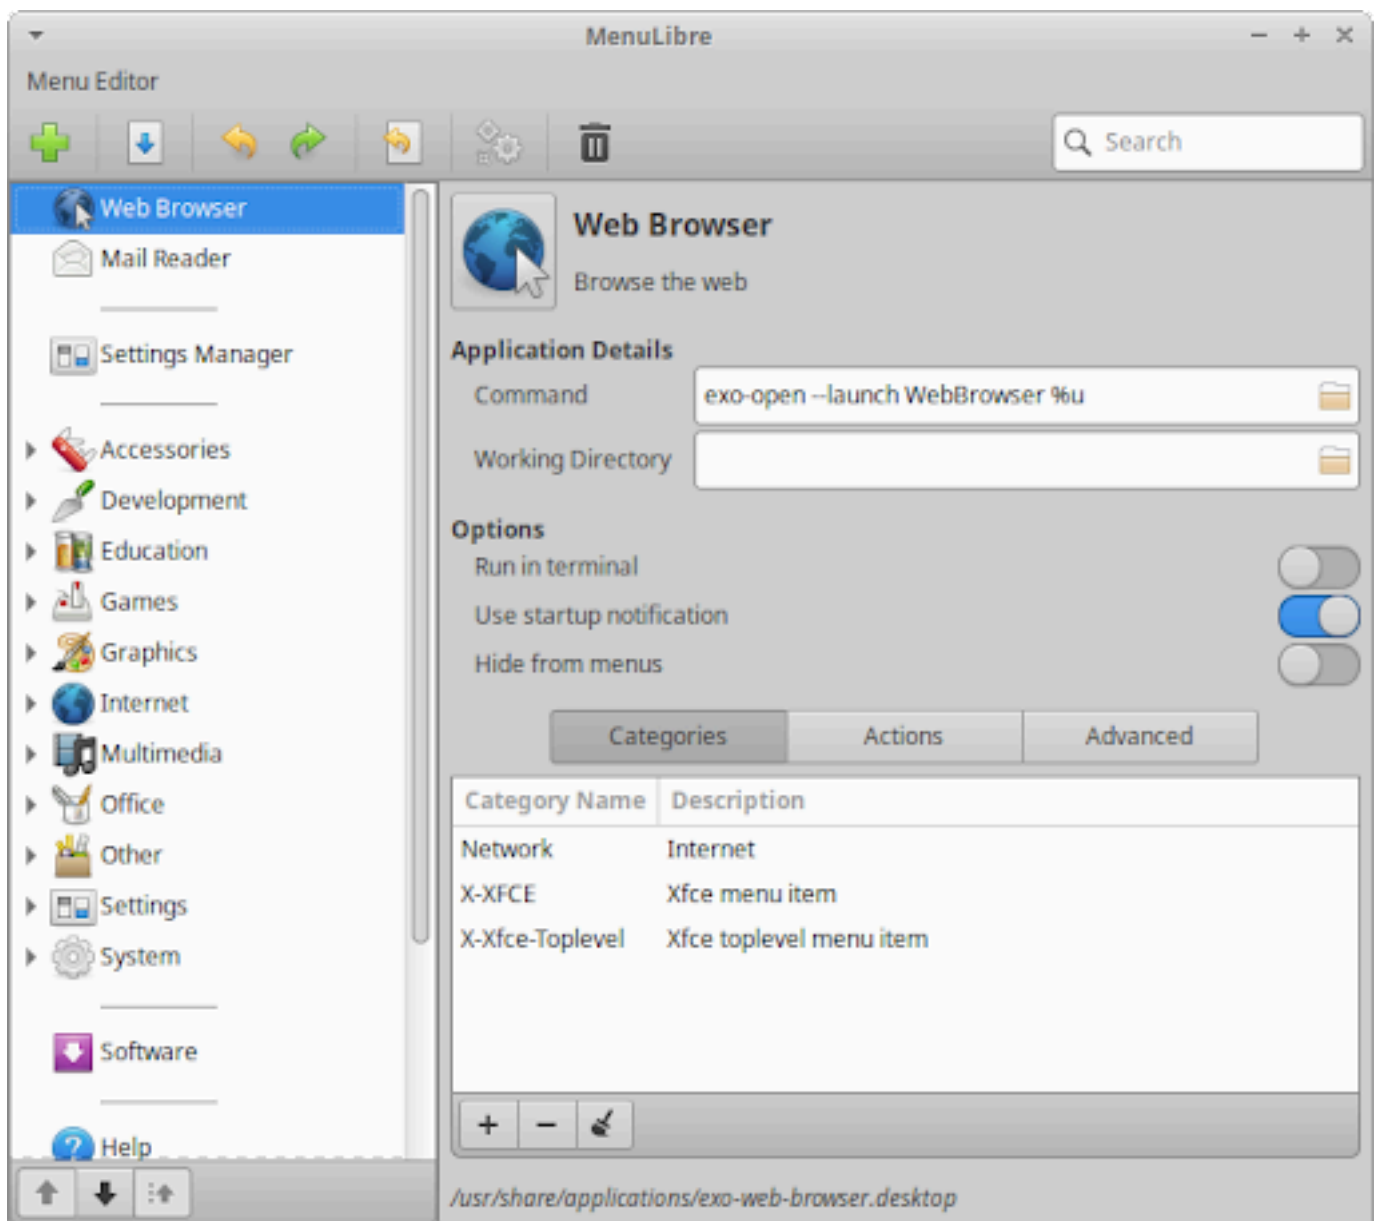 MenuLibre
Menu Editor
Search
Web Browser
Mail Reader
Settings Manager
Accessories
Development
Education
Games
Graphics
Internet
Multimedia
Office
Other
Settings
System
Software
Help
Web Browser
Browse the web
Application Details
Command exo-open --launch WebBrowser %u
Working Directory
Options
Run in terminal
Use startup notification
Hide from menus
Categories Actions Advanced
Category Name Description
Network Internet
X-XFCE Xfce menu item
X-Xfce-Toplevel Xfce toplevel menu item
/usr/share/applications/exo-web-browser.desktop